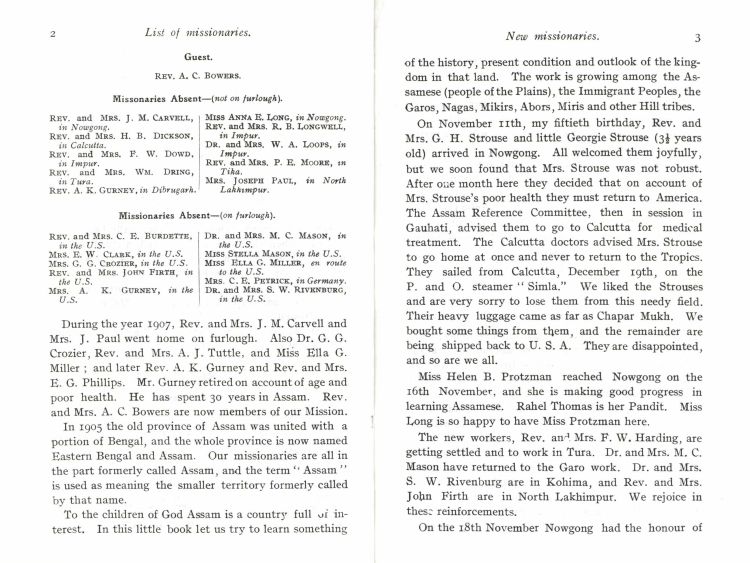 2
List of missionaries.
Guest.
REV. A. C. BOWERS.
Missonaries Absent—(not on furlough).
REV. and MRS. J. M. CARVELL,
in Nowgong.
REV. and MRS. H. B. DICKSON,
in Calcutta.
REV. and MRS. F. W. DOWD,
in Impur.
REV. and MRS. WM. DRING,
in Tura.
REV. A. K. GURNEY, in Dibrugarh.
MISS ANNA E. LONG, in Nowgong.
REV. and MRS. R. B. LONGWELL,
in Impur.
DR. and MRS. W. A. LOOPS, in
Impur.
REV. and MRS. P. E. MOORE, in
Tika.
MRS. JOSEPH PAUL, in North
Lakhimpur.
Missionaries Absent—(on furlough).
REV. and MRS. C. E. BURDETTE,
in the U.S.
MRS. E. W. CLARK, in the U.S.
MRS. G. G. CROZIER, in the U.S.
REV. and MRS. JOHN FIRTH, in
the U.S.
MRS. A. K. GURNEY, in the
U.S.
DR. and MRS. M. C. MASON, in
the U.S.
MISS STELLA MASON, in the U.S.
MISS ELLA G. MILLER, en route
to the U.S.
MRS. C. E. PETRICK, in Germany.
DR. and MRS. S. W. RIVENBURG,
in the U.S.
During the year 1907, Rev. and Mrs. J. M. Carvell and
Mrs. J. Paul went home on furlough. Also Dr. G. G.
Crozier, Rev. and Mrs. A. J. Tuttle, and Miss Ella G.
Miller ; and later Rev. A. K. Gurney and Rev. and Mrs.
E. G. Phillips. Mr. Gurney retired on account of age and
poor health. He has spent 30 years in Assam. Rev.
and Mrs. A. C. Bowers are now members of our Mission.
In 1905 the old province of Assam was united with a
portion of Bengal, and the whole province is now named
Eastern Bengal and Assam. Our missionaries are all in
the part formerly called Assam, and the term “ Assam ”
is used as meaning the smaller territory formerly called
by that name.
To the children of God Assam is a country full of in-
terest. In this little book let us try to learn something
New missionaries.
3
of the history, present condition and outlook of the king-
dom in that land. The work is growing among the As-
samese (people of the Plains), the Immigrant Peoples, the
Garos, Nagas, Mikirs, Abors, Miris and other Hill tribes.
On November 11th, my fiftieth birthday, Rev. and
Mrs. G. H. Strouse and little Georgie Strouse (3½ years
old) arrived in Nowgong. All welcomed them joyfully,
but we soon found that Mrs. Strouse was not robust.
After one month here they decided that on account of
Mrs. Strouse's poor health they must return to America.
The Assam Reference Committee, then in session in
Gauhati, advised them to go to Calcutta for medical
treatment. The Calcutta doctors advised Mrs. Strouse
to go home at once and never to return to the Tropics.
They sailed from Calcutta, December 19th, on the
P. and O. steamer “ Simla.” We liked the Strouses
and are very sorry to lose them from this needy field.
Their heavy luggage came as far as Chapar Mukh. We
bought some things from them, and the remainder are
being shipped back to U. S. A. They are disappointed,
and so are we all.
Miss Helen B. Protzman reached Nowgong on the
16th November, and she is making good progress in
learning Assamese. Rahel Thomas is her Pandit. Miss
Long is so happy to have Miss Protzman here.
The new workers, Rev. and Mrs. F. W. Harding, are
getting settled and to work in Tura. Dr. and Mrs. M. C.
Mason have returned to the Garo work. Dr. and Mrs.
S. W. Rivenburg are in Kohima, and Rev. and Mrs.
John Firth are in North Lakhimpur. We rejoice in
these reinforcements.
On the 18th November Nowgong had the honour of